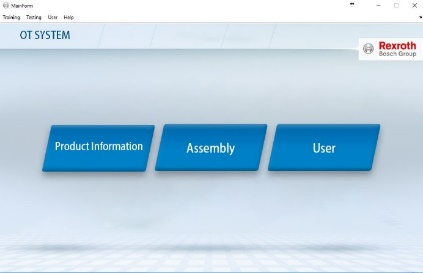 MainForm
Training Testing User Help
OT SYSTEM
Rexroth
Bosch Group
Product Information
Assembly
User